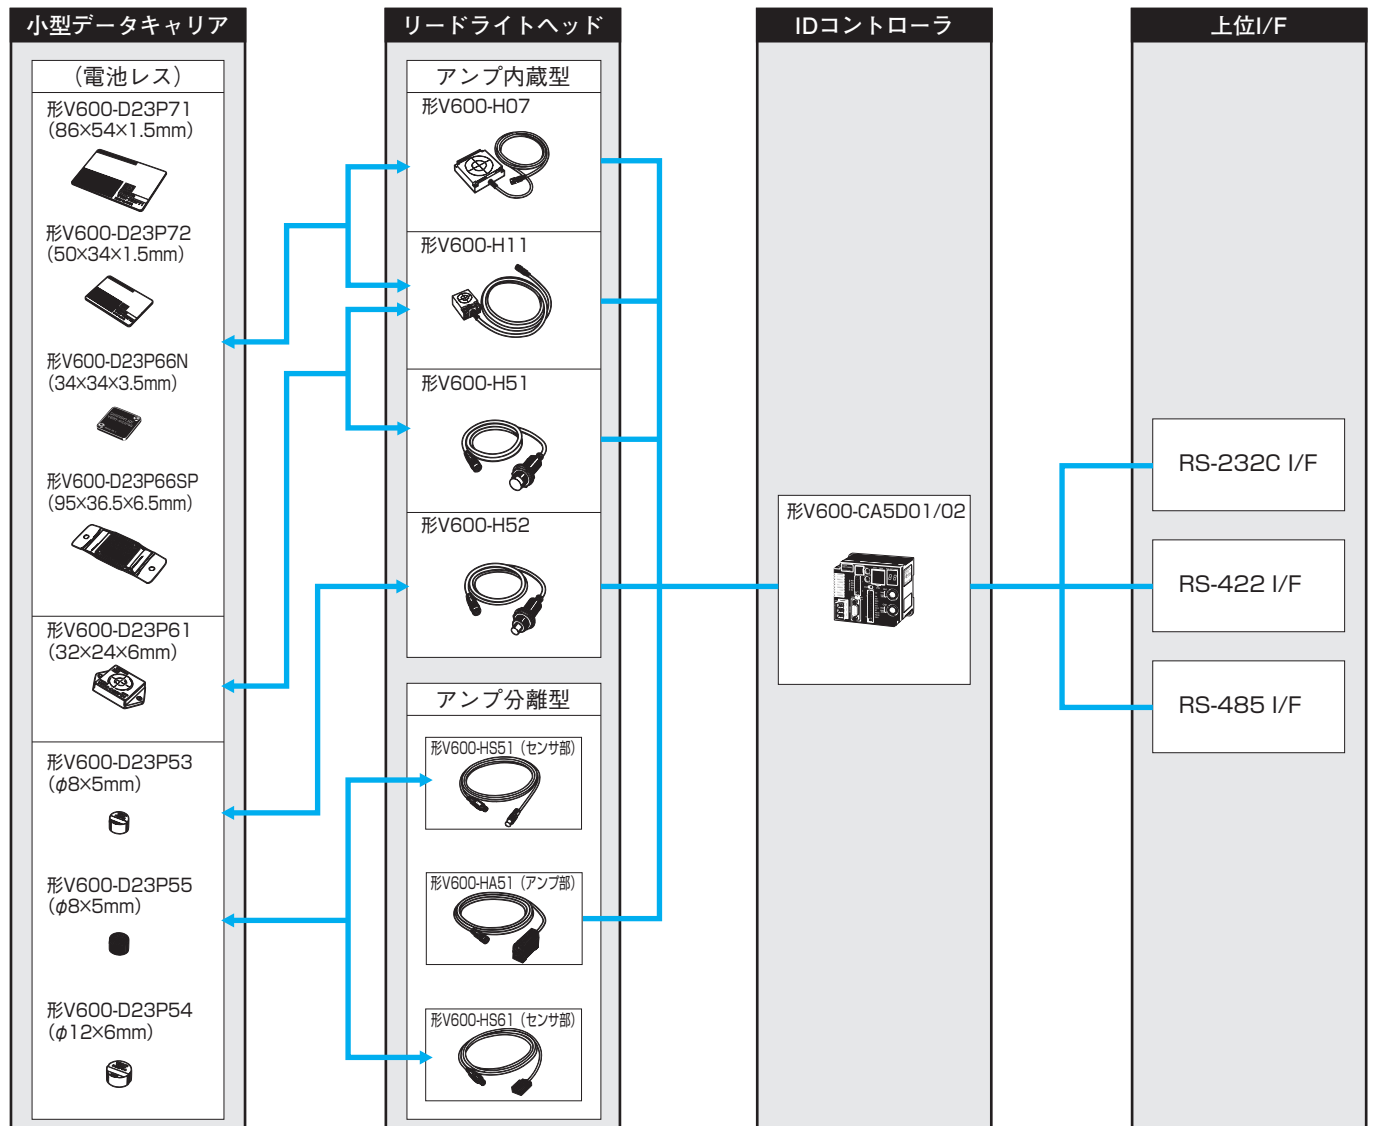 小型データキャリア
(電池レス)
形V600-D23P71
(86×54×1.5mm)
形V600-D23P72
(50×34×1.5mm)
形V600-D23P66N
(34×34×3.5mm)
形V600-D23P66SP
(95×36.5×6.5mm)
形V600-D23P61
(32×24×6mm)
形V600-D23P53
(φ8×5mm)
形V600-D23P55
(φ8×5mm)
形V600-D23P54
(φ12×6mm)
リードライトヘッド
アンプ内蔵型
形V600-H07
形V600-H11
形V600-H51
形V600-H52
アンプ分離型
形V600-HS51(センサ部)
形V600-HA51(アンプ部)
形V600-HS61(センサ部)
IDコントローラ
形V600-CA5D01/02
上位I/F
RS-232C I/F
RS-422 I/F
RS-485 I/F